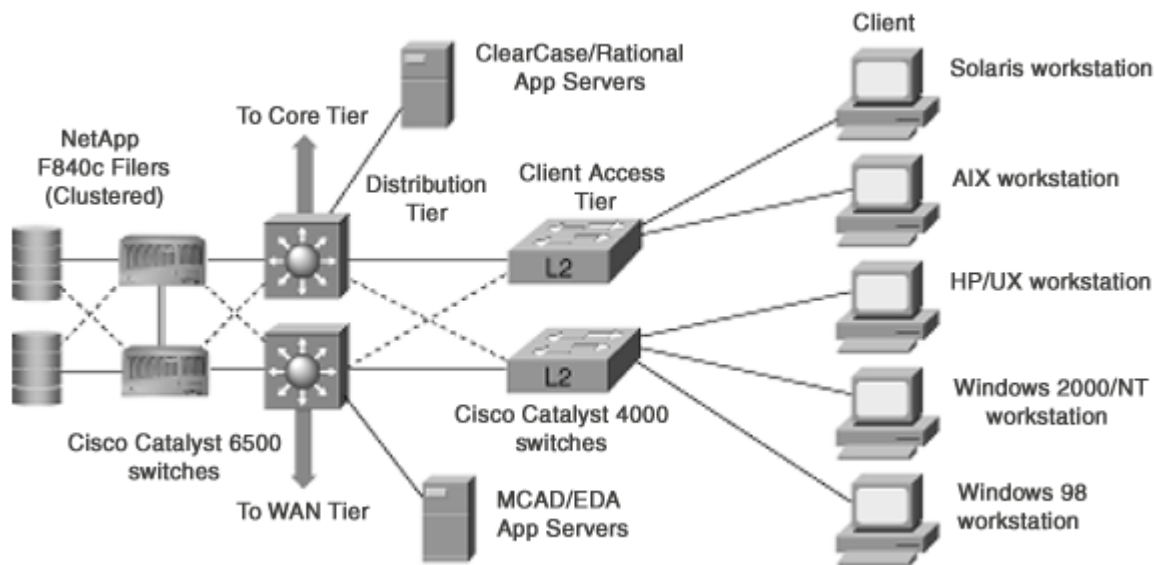 Client
ClearCase/Rational
App Servers
Solaris workstation
To Core Tier
NetApp
F840c Filers
(Clustered)
Distribution
Tier
Client Access
Tier
AIX workstation
L2
HP/UX workstation
L2
Windows 2000/NT
workstation
Cisco Catalyst 6500
switches
Cisco Catalyst 4000
switches
To WAN Tier
MCAD/EDA
App Servers
Windows 98
workstation